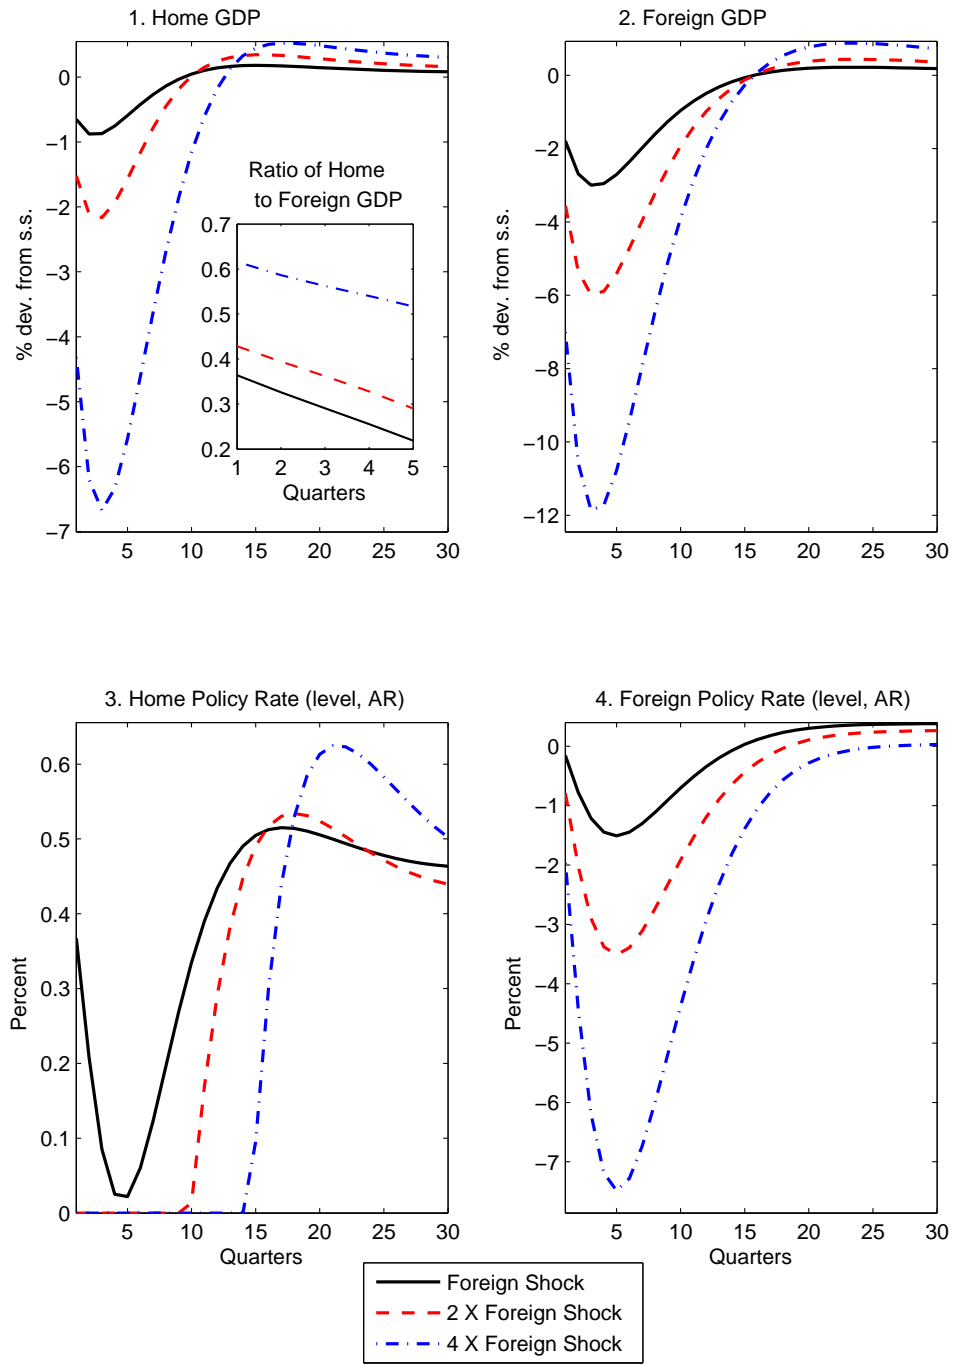 1. Home GDP
% dev. from s.s.
0
−1
−2
−3
−4
−5
−6
−7
5 10 15 20 25 30
Ratio of Home
to Foreign GDP
0.7
0.6
0.5
0.4
0.3
0.2
1 2 3 4 5
Quarters
2. Foreign GDP
% dev. from s.s.
0
−2
−4
−6
−8
−10
−12
5 10 15 20 25 30
3. Home Policy Rate (level, AR)
Percent
0.6
0.5
0.4
0.3
0.2
0.1
0
5 10 15 20 25 30
Quarters
4. Foreign Policy Rate (level, AR)
Percent
0
−1
−2
−3
−4
−5
−6
−7
5 10 15 20 25 30
Quarters
Foreign Shock
2 X Foreign Shock
4 X Foreign Shock